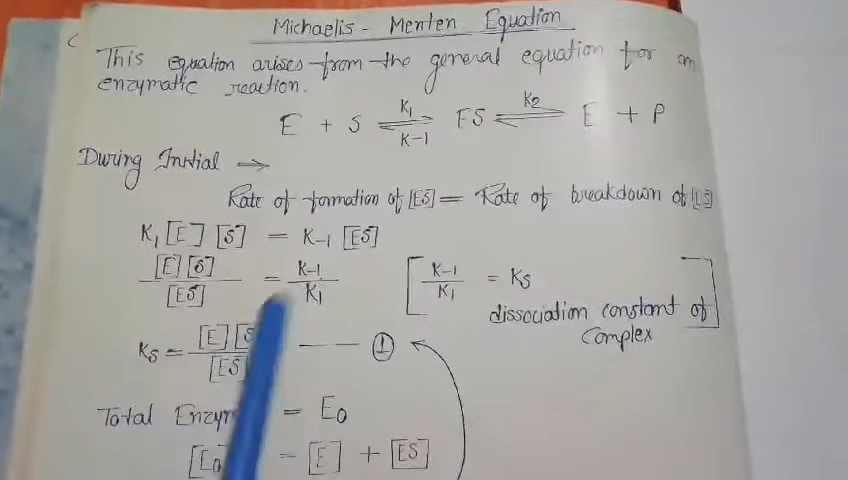 Michaelis - Menten Equation
This equation arises from the general equation for an
enzymatic reaction.
E + S ⇌ ES ⇌ E + P
K1 K-1 K2
During Initial →
Rate of formation of [ES] = Rate of breakdown of [ES]
K1 [E] [S] = K-1 [ES]
[E][S] / [ES] = K-1 / K1 [ K-1 / K1 = Ks
dissociation constant of
Complex ]
Ks = [E][S / [ES —— ①
Total = E0
[E0 = [E] + [ES]